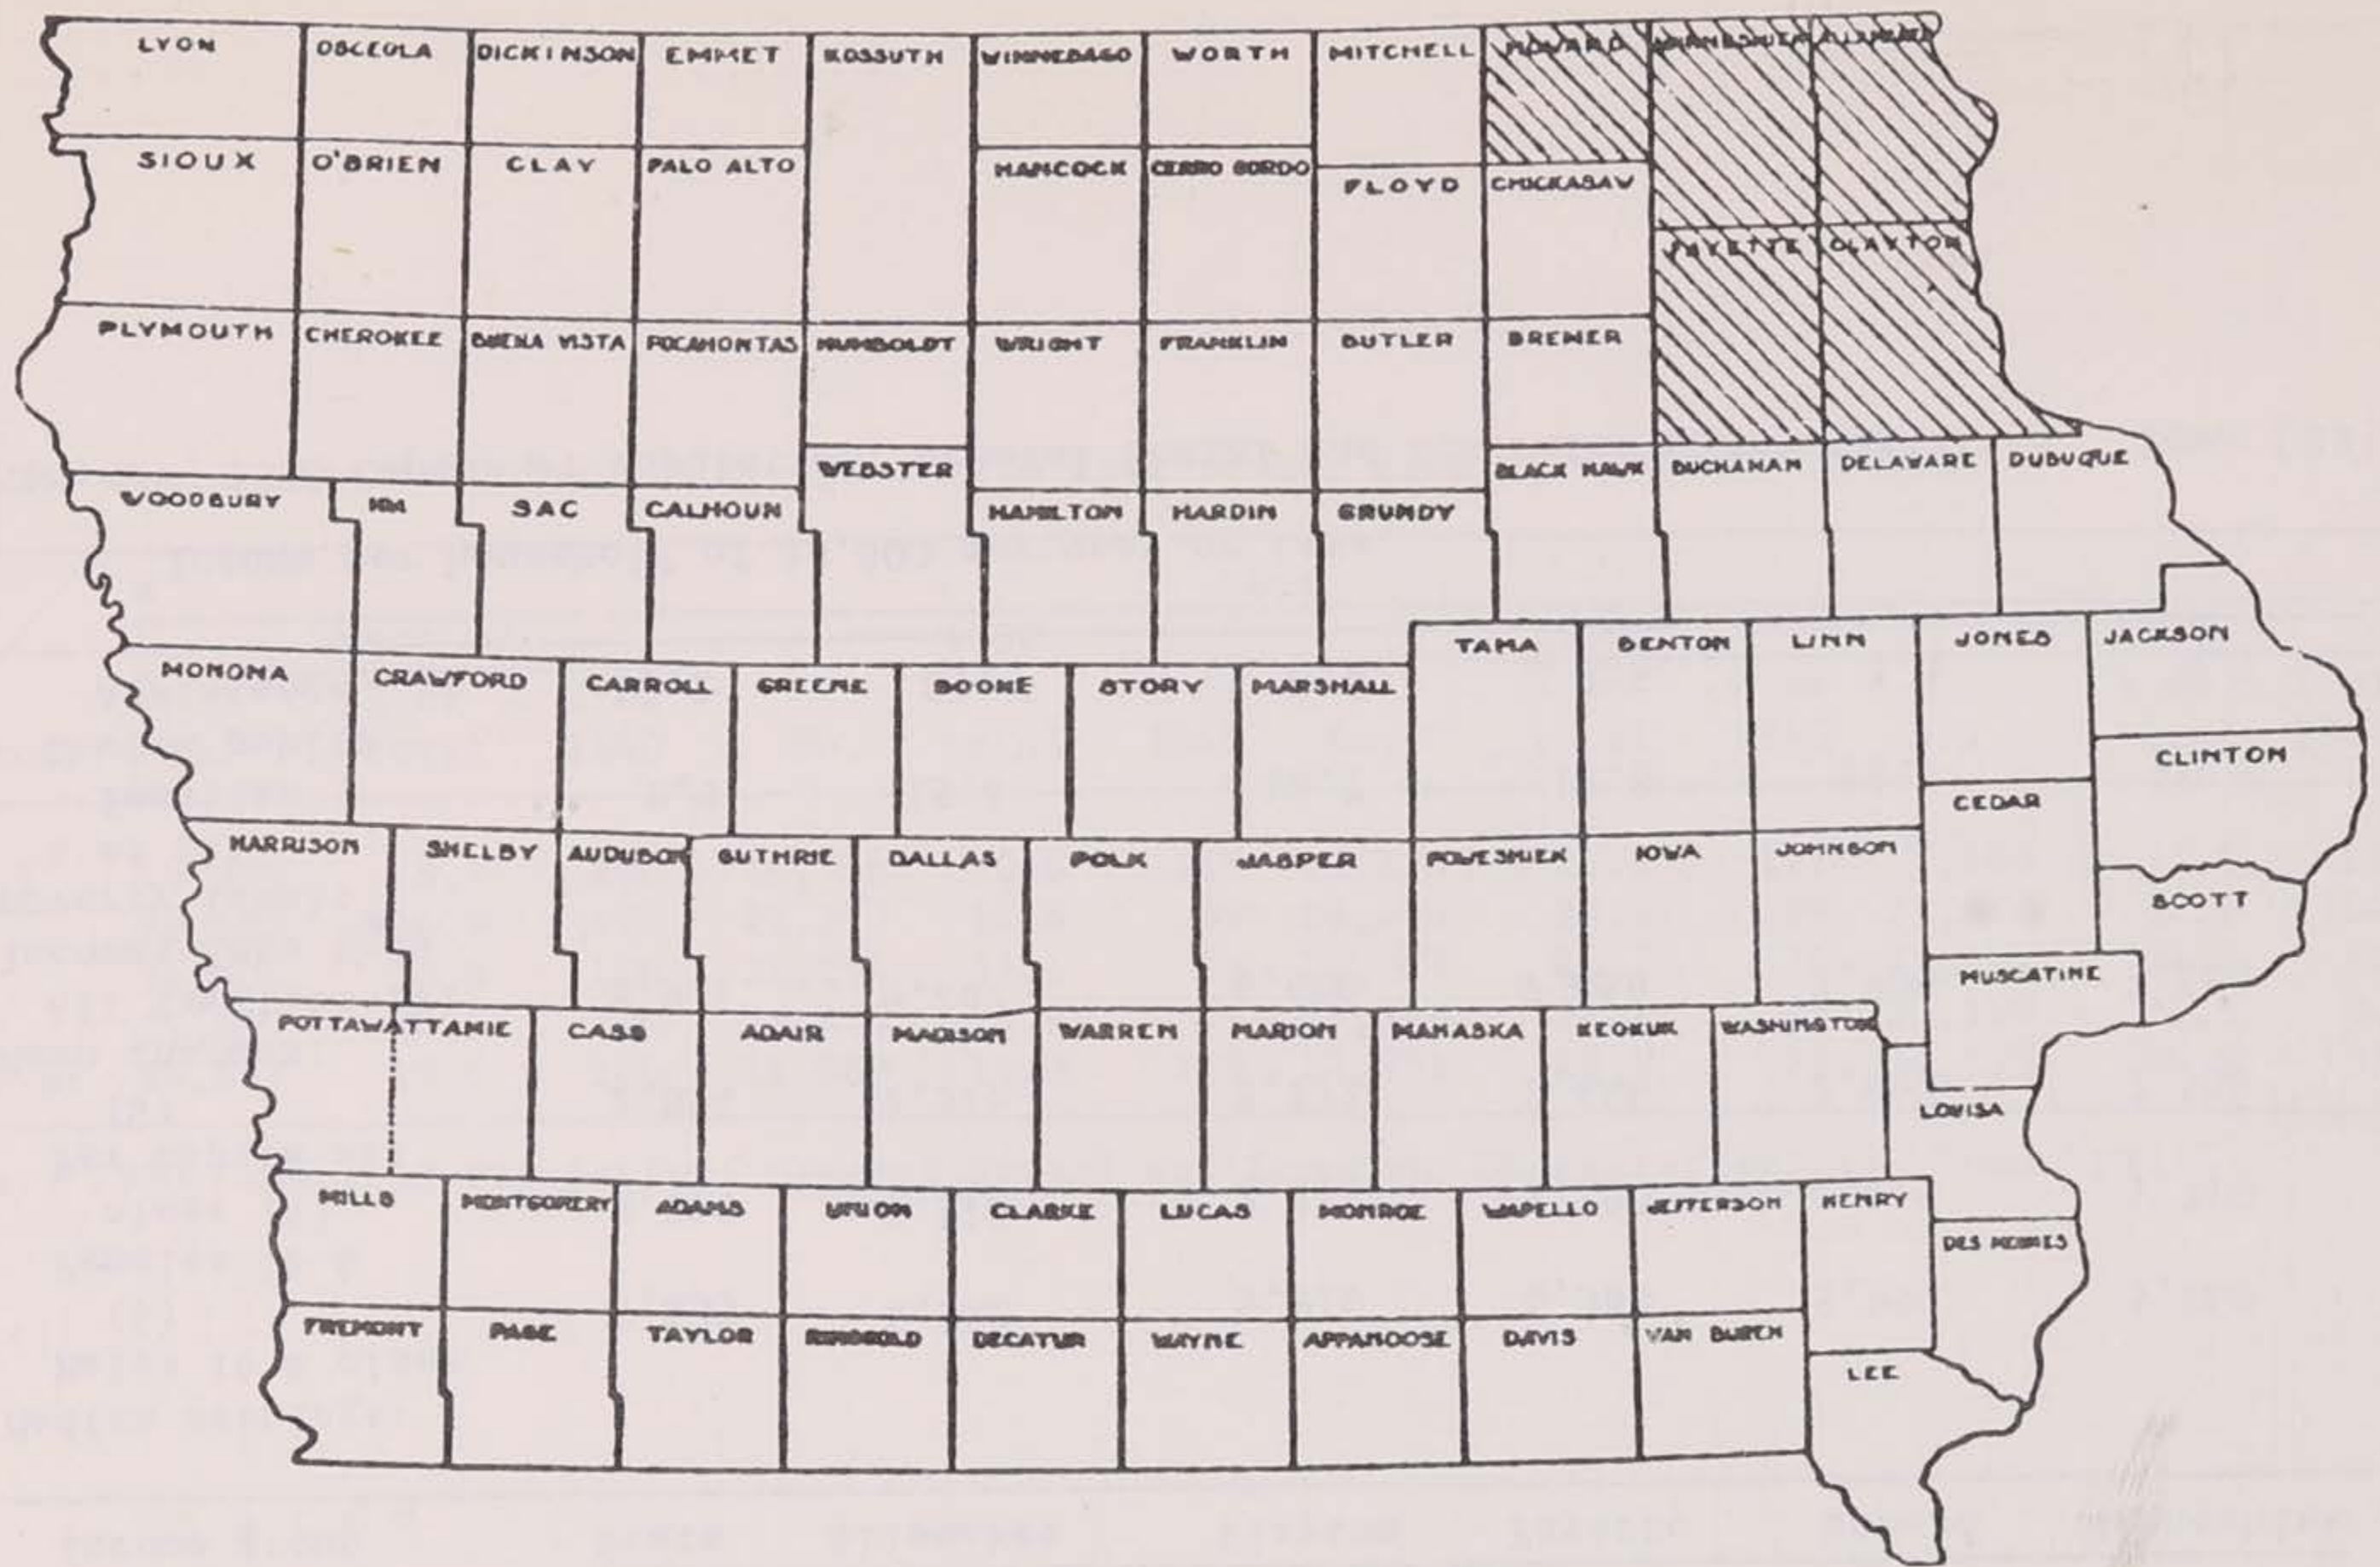 LYON OSCEOLA DICKINSON EMMET KOSSUTH WINNEBAGO WORTH MITCHELL HOWARD WINNESHIEK ALLAMAKEE
SIOUX O'BRIEN CLAY PALO ALTO HANCOCK CERRO GORDO FLOYD CHICKASAW
FAYETTE CLAYTON
PLYMOUTH CHEROKEE BUENA VISTA POCAHONTAS HUMBOLDT WRIGHT FRANKLIN BUTLER BREMER
WEBSTER BLACK HAWK BUCHANAN DELAWARE DUBUQUE
WOODBURY IDA SAC CALHOUN HAMILTON HARDIN GRUNDY
TAMA BENTON LINN JONES JACKSON
MONONA CRAWFORD CARROLL GREENE BOONE STORY MARSHALL
CLINTON
CEDAR
HARRISON SHELBY AUDUBON GUTHRIE DALLAS POLK JASPER POWESHIEK IOWA JOHNSON
SCOTT
MUSCATINE
POTTAWATTAMIE CASS ADAIR MADISON WARREN MARION MAHASKA KEOKUK WASHINGTON
LOUISA
MILLS MONTGOMERY ADAMS UNION CLARKE LUCAS MONROE WAPELLO JEFFERSON HENRY
DES MOINES
FREMONT PAGE TAYLOR RINGGOLD DECATUR WAYNE APPANOOSE DAVIS VAN BUREN
LEE